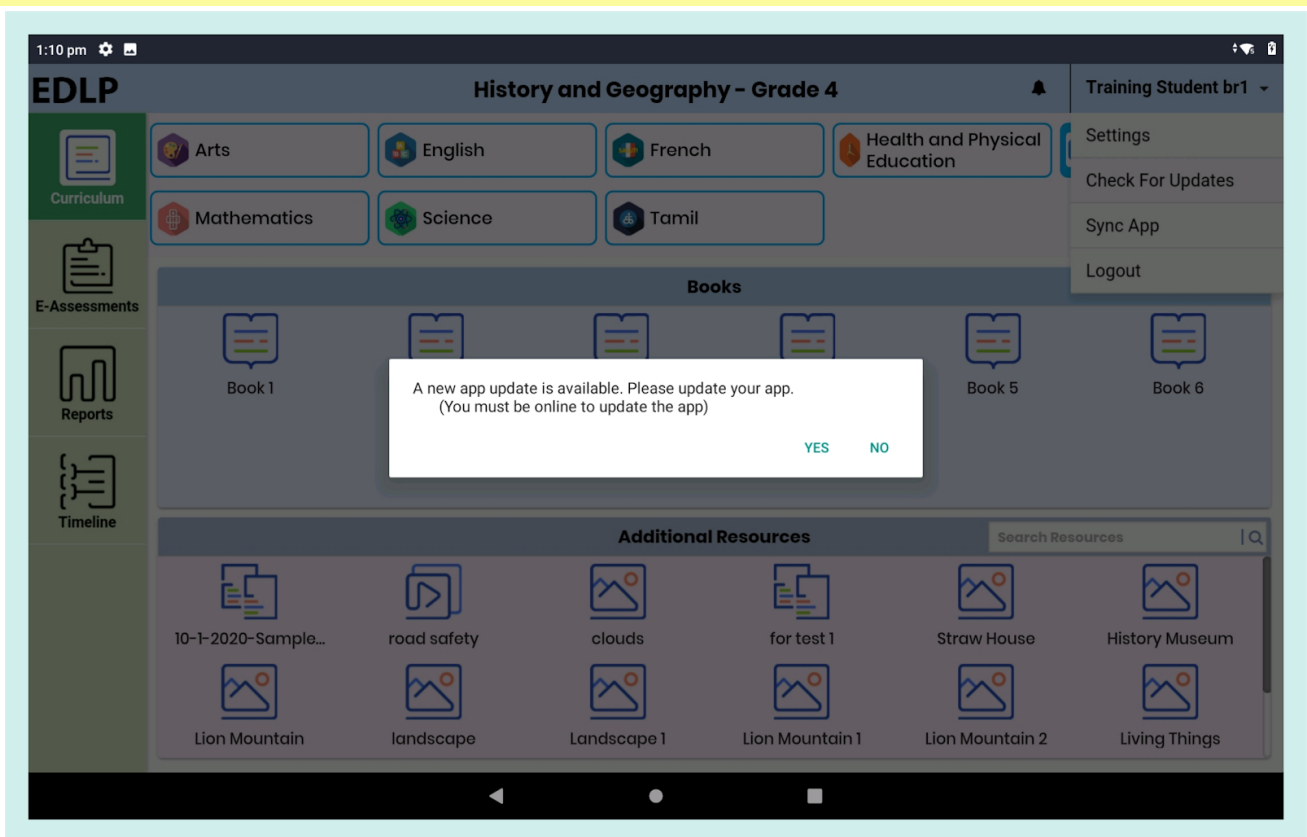 1:10 pm
EDLP
History and Geography - Grade 4
Training Student br1
Settings
Check For Updates
Sync App
Logout
Curriculum
E-Assessments
Reports
Timeline
Arts
English
French
Health and Physical
Education
Mathematics
Science
Tamil
Books
Book 1
Book 5
Book 6
A new app update is available. Please update your app.
(You must be online to update the app)
YES NO
Additional Resources
Search Resources
10-1-2020-Sample...
road safety
clouds
for test 1
Straw House
History Museum
Lion Mountain
landscape
Landscape 1
Lion Mountain 1
Lion Mountain 2
Living Things